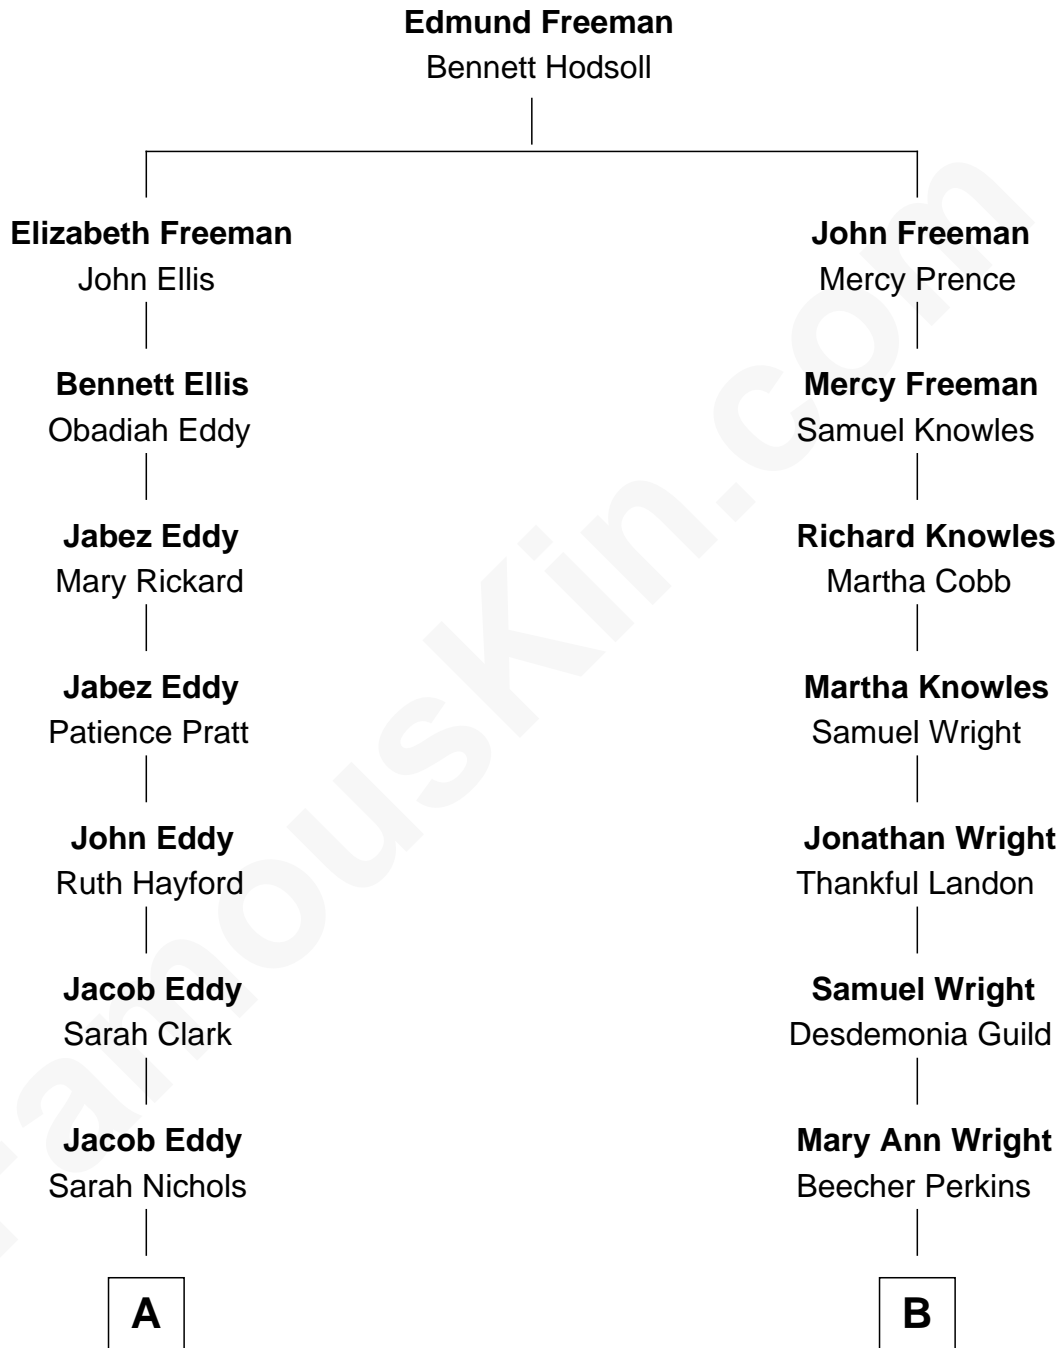 Edmund Freeman
Bennett Hodsoll
Elizabeth Freeman
John Ellis
John Freeman
Mercy Prence
Bennett Ellis
Obadiah Eddy
Mercy Freeman
Samuel Knowles
Jabez Eddy
Mary Rickard
Richard Knowles
Martha Cobb
Jabez Eddy
Patience Pratt
Martha Knowles
Samuel Wright
John Eddy
Ruth Hayford
Jonathan Wright
Thankful Landon
Jacob Eddy
Sarah Clark
Samuel Wright
Desdemonia Guild
Jacob Eddy
Sarah Nichols
Mary Ann Wright
Beecher Perkins
A
B
FamousKin.com